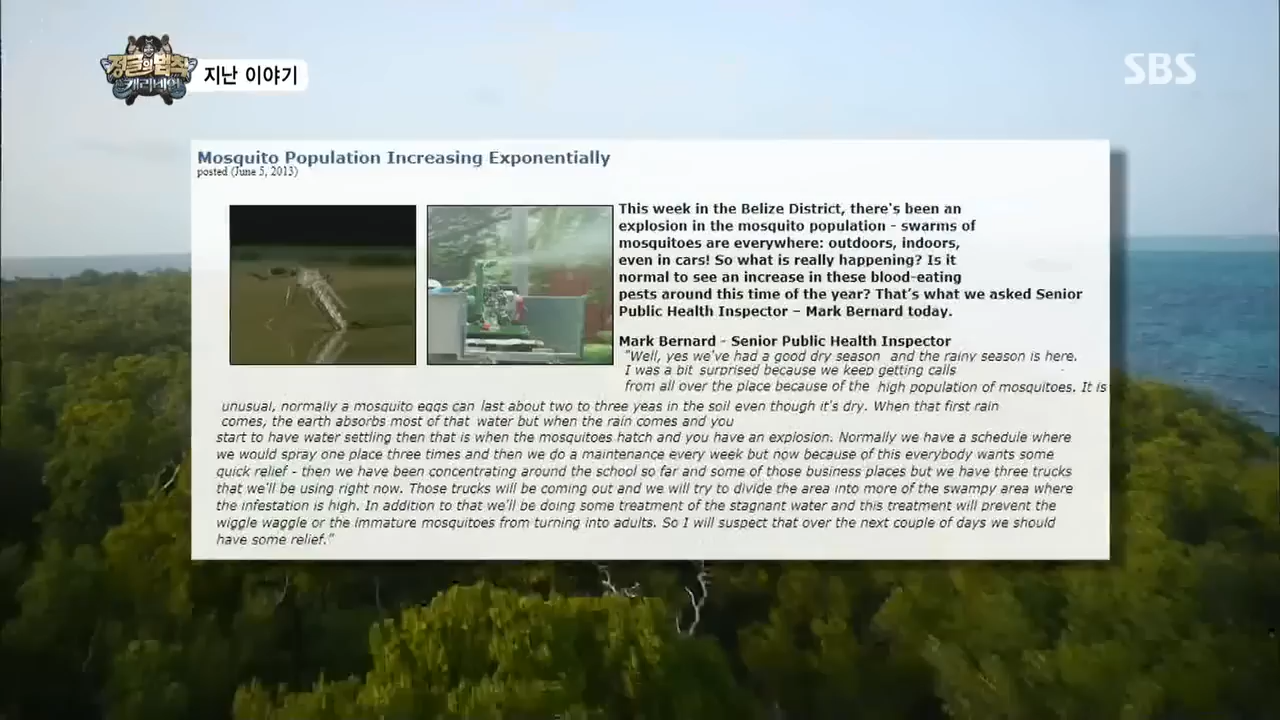 정글의 법칙
캐리비언
지난 이야기
SBS
Mosquito Population Increasing Exponentially
posted (June 5, 2013)
This week in the Belize District, there's been an
explosion in the mosquito population - swarms of
mosquitoes are everywhere: outdoors, indoors,
even in cars! So what is really happening? Is it
normal to see an increase in these blood-eating
pests around this time of the year? That's what we asked Senior
Public Health Inspector – Mark Bernard today.
Mark Bernard - Senior Public Health Inspector
"Well, yes we've had a good dry season and the rainy season is here.
I was a bit surprised because we keep getting calls
from all over the place because of the high population of mosquitoes. It is
unusual, normally a mosquito eggs can last about two to three yeas in the soil even though it's dry. When that first rain
comes, the earth absorbs most of that water but when the rain comes and you
start to have water settling then that is when the mosquitoes hatch and you have an explosion. Normally we have a schedule where
we would spray one place three times and then we do a maintenance every week but now because of this everybody wants some
quick relief - then we have been concentrating around the school so far and some of those business places but we have three trucks
that we'll be using right now. Those trucks will be coming out and we will try to divide the area into more of the swampy area where
the infestation is high. In addition to that we'll be doing some treatment of the stagnant water and this treatment will prevent the
wiggle waggle or the immature mosquitoes from turning into adults. So I will suspect that over the next couple of days we should
have some relief."